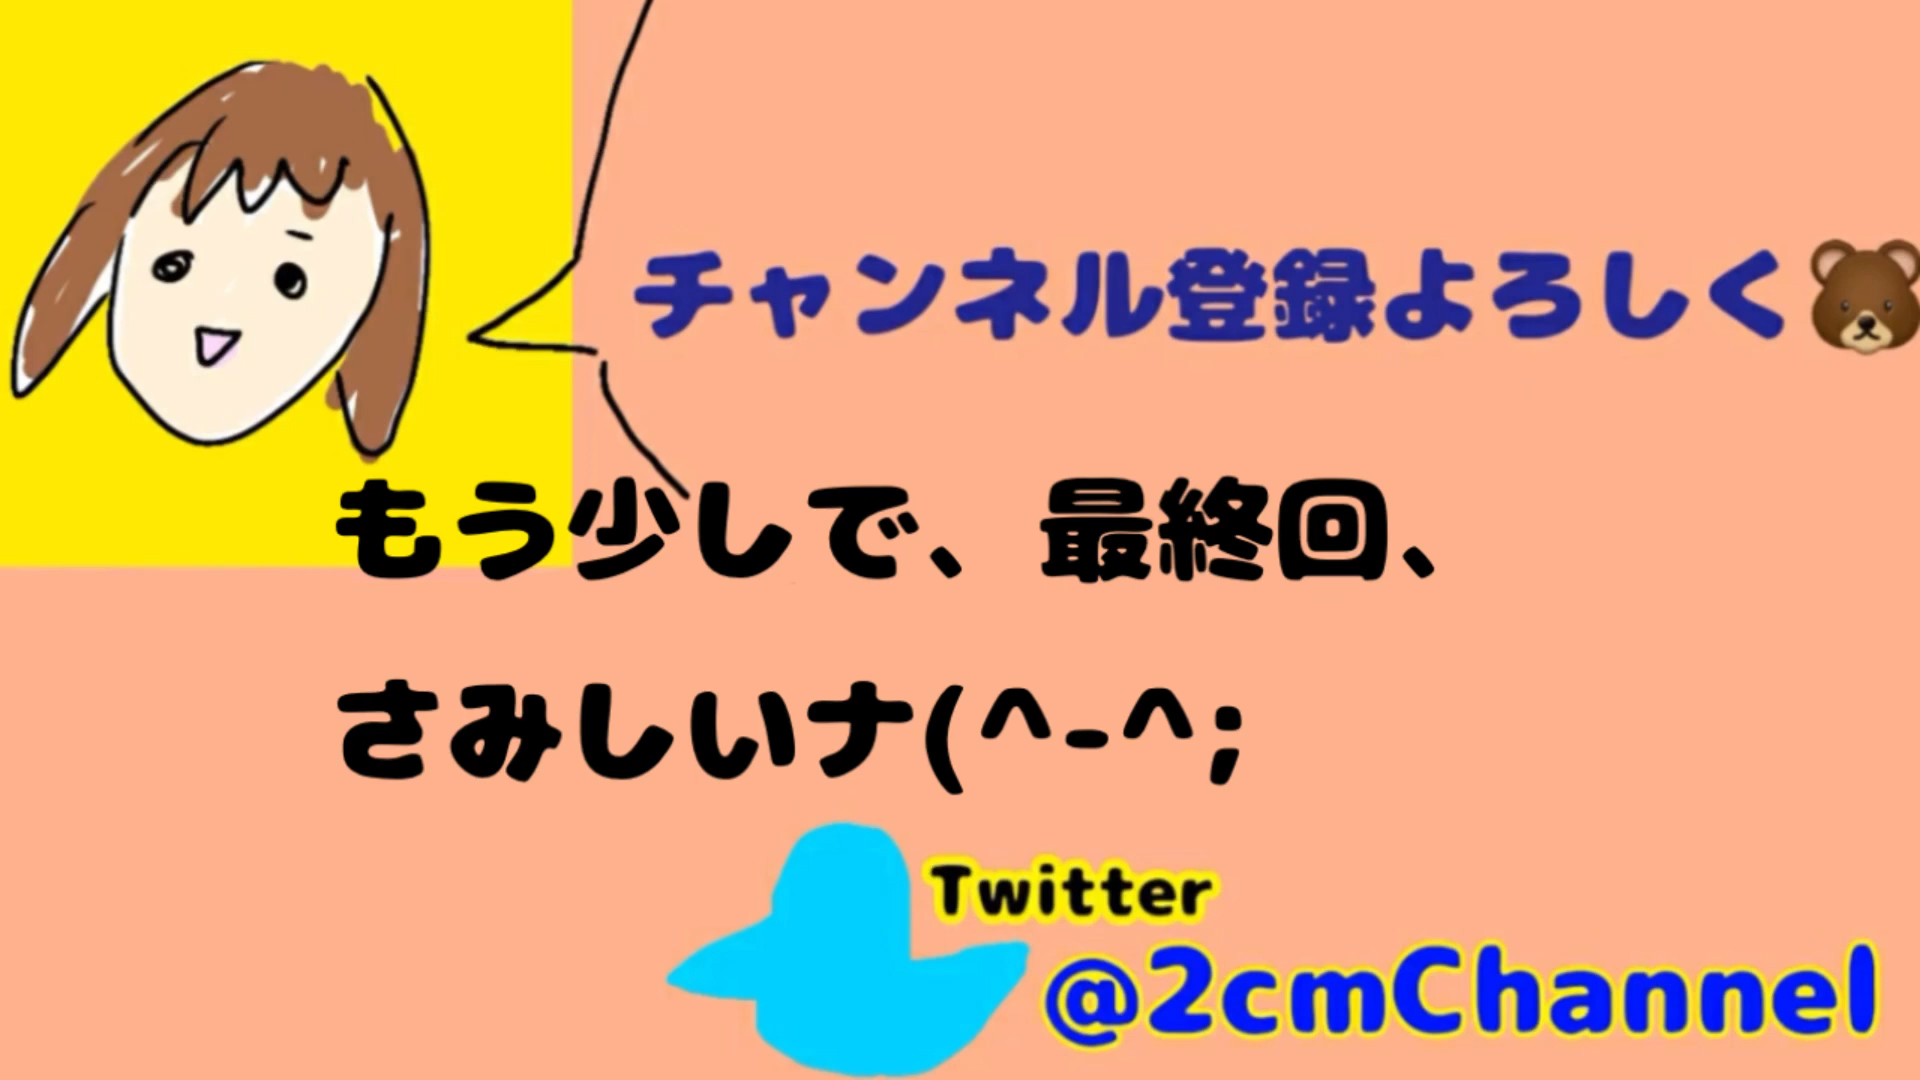 チャンネル登録よろしく🐻
もう少しで、最終回、
さみしいナ(^-^;
Twitter
@2cmChannel